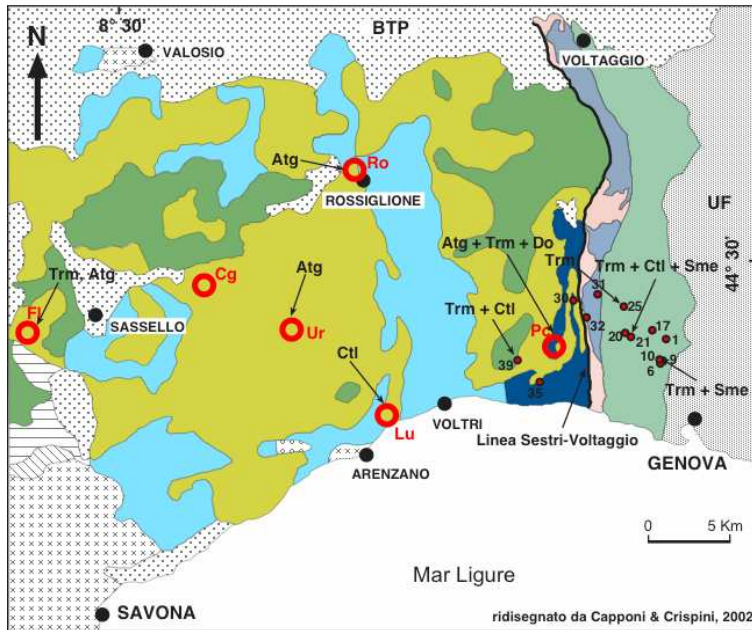 8° 30'
BTP
N
VALOSIO
VOLTAGGIO
Atg
Ro
ROSSIGLIONE
UF
44° 30'
Atg + Trm + Do
Trm
Trm + Ctl + Sme
Trm, Atg
Cg
Atg
Trm + Ctl
30
31
25
Fl
SASSELLO
Ur
32
20
21
17
1
Pc
Ctl
39
10
9
6
35
Trm + Sme
Lu
VOLTRI
Linea Sestri-Voltaggio
ARENZANO
GENOVA
0 5 Km
Mar Ligure
SAVONA
ridisegnato da Capponi & Crispini, 2002